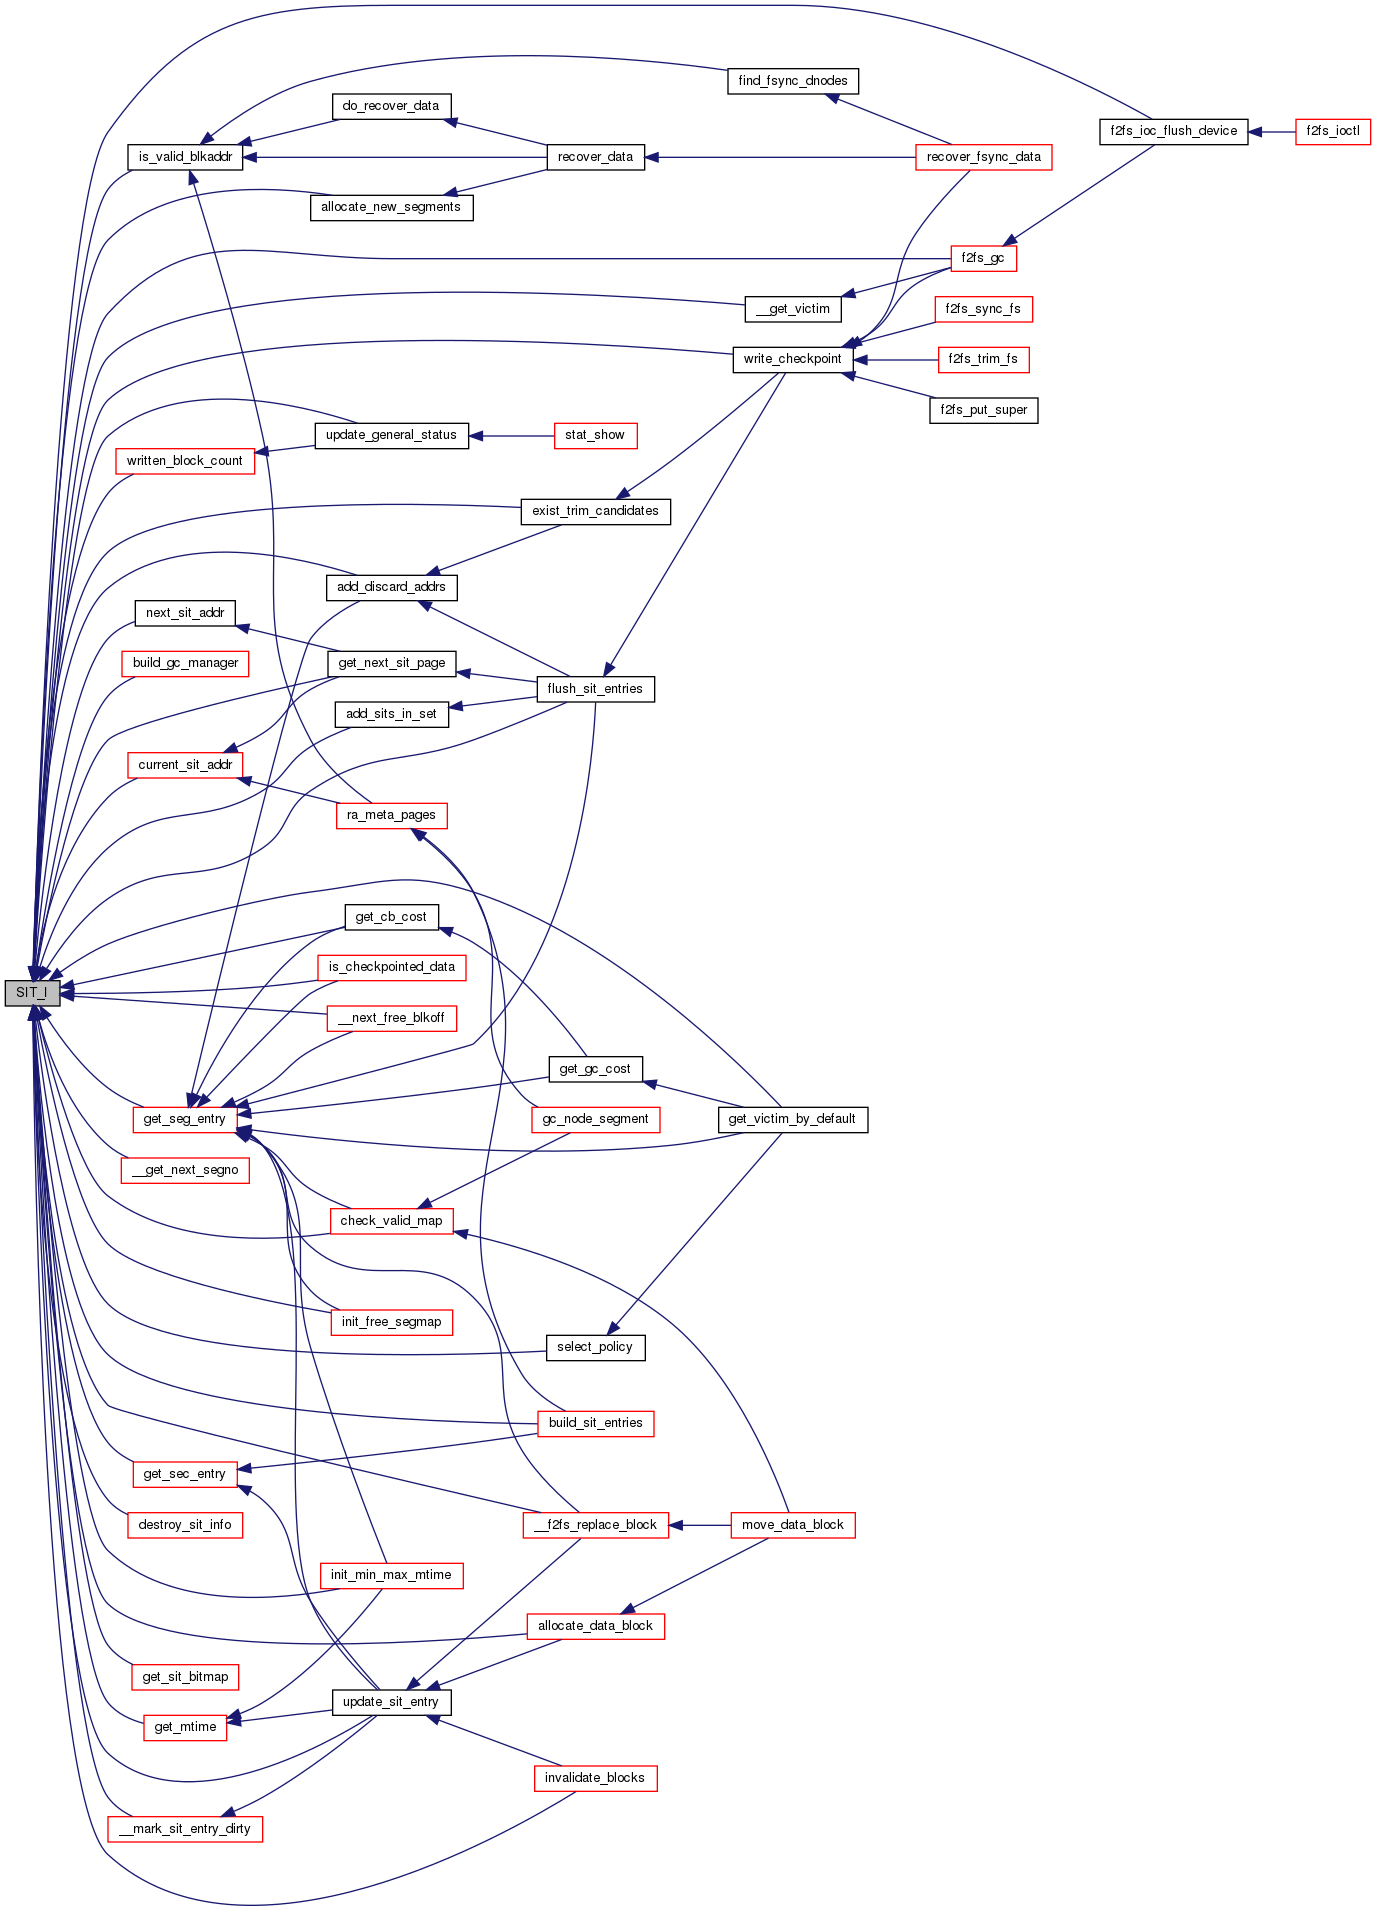 find_fsync_dnodes
do_recover_data
f2fs_ioc_flush_device
f2fs_ioctl
is_valid_blkaddr
recover_data
recover_fsync_data
allocate_new_segments
f2fs_gc
__get_victim
f2fs_sync_fs
write_checkpoint
f2fs_trim_fs
f2fs_put_super
update_general_status
stat_show
written_block_count
exist_trim_candidates
add_discard_addrs
next_sit_addr
build_gc_manager
get_next_sit_page
flush_sit_entries
add_sits_in_set
current_sit_addr
ra_meta_pages
get_cb_cost
is_checkpointed_data
SIT_I
__next_free_blkoff
get_gc_cost
get_seg_entry
gc_node_segment
get_victim_by_default
__get_next_segno
check_valid_map
init_free_segmap
select_policy
build_sit_entries
get_sec_entry
destroy_sit_info
__f2fs_replace_block
move_data_block
init_min_max_mtime
allocate_data_block
get_sit_bitmap
update_sit_entry
get_mtime
invalidate_blocks
__mark_sit_entry_dirty